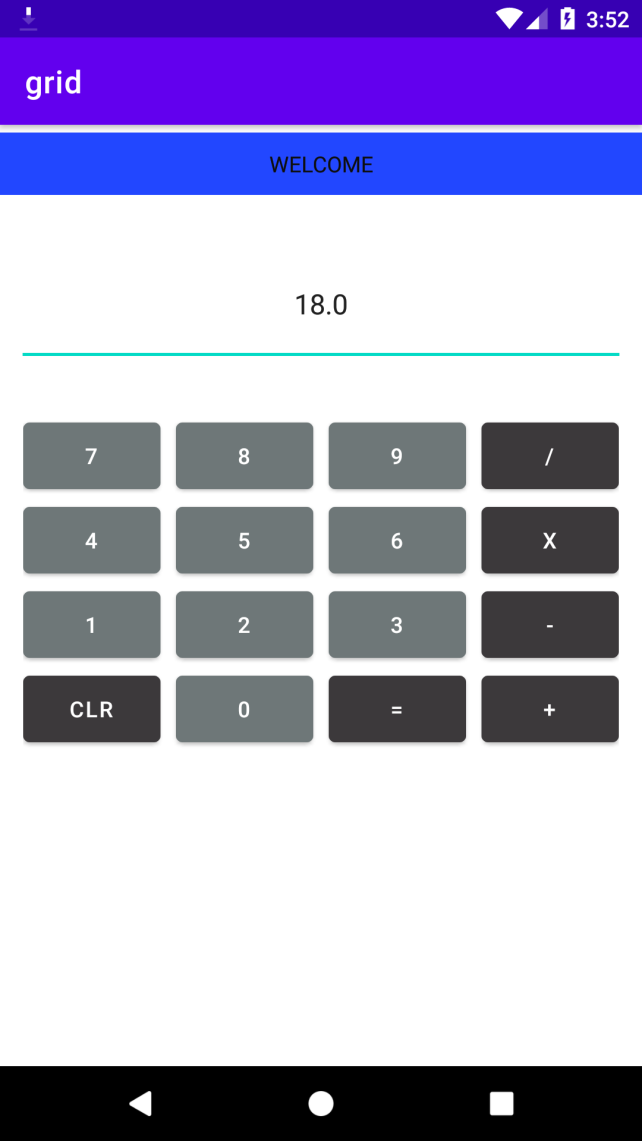 3:52
grid
WELCOME
18.0
7 8 9 /
4 5 6 X
1 2 3 -
CLR 0 = +